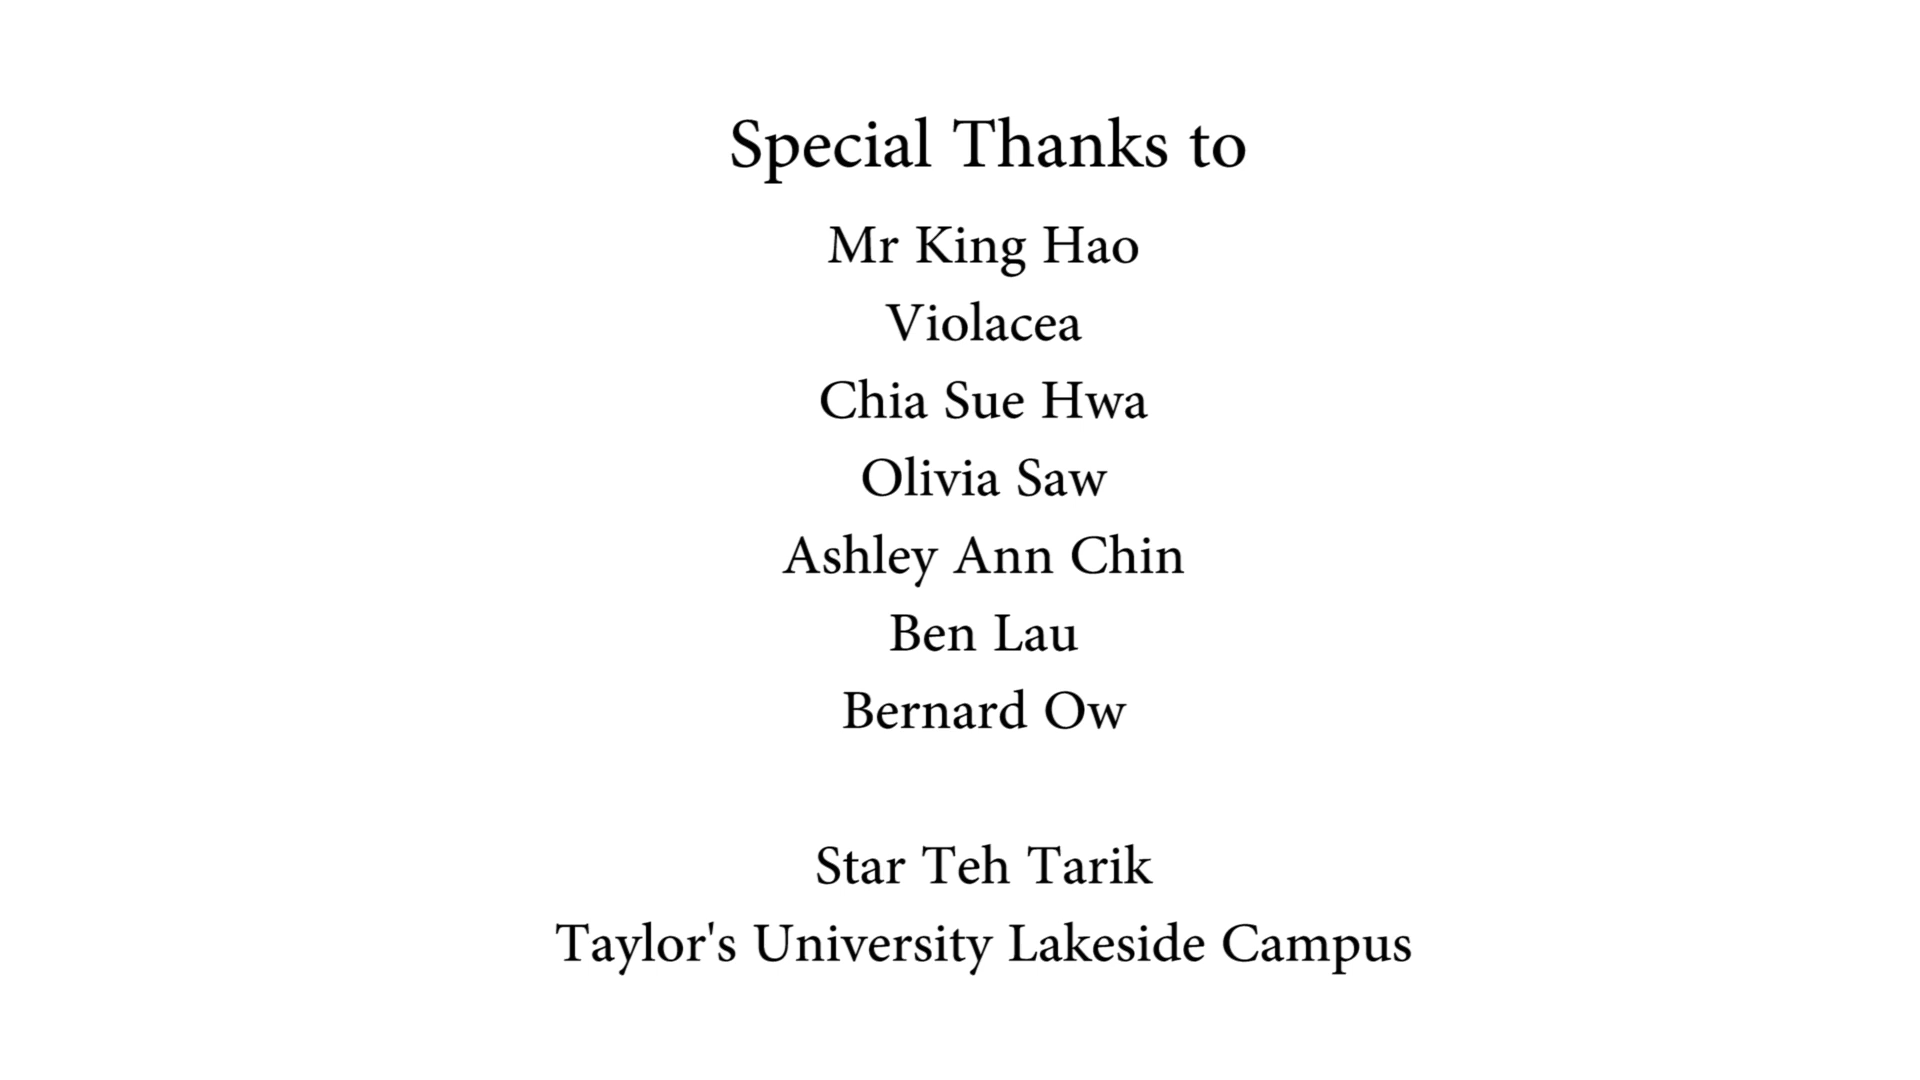 Special Thanks to
Mr King Hao
Violacea
Chia Sue Hwa
Olivia Saw
Ashley Ann Chin
Ben Lau
Bernard Ow
Star Teh Tarik
Taylor's University Lakeside Campus